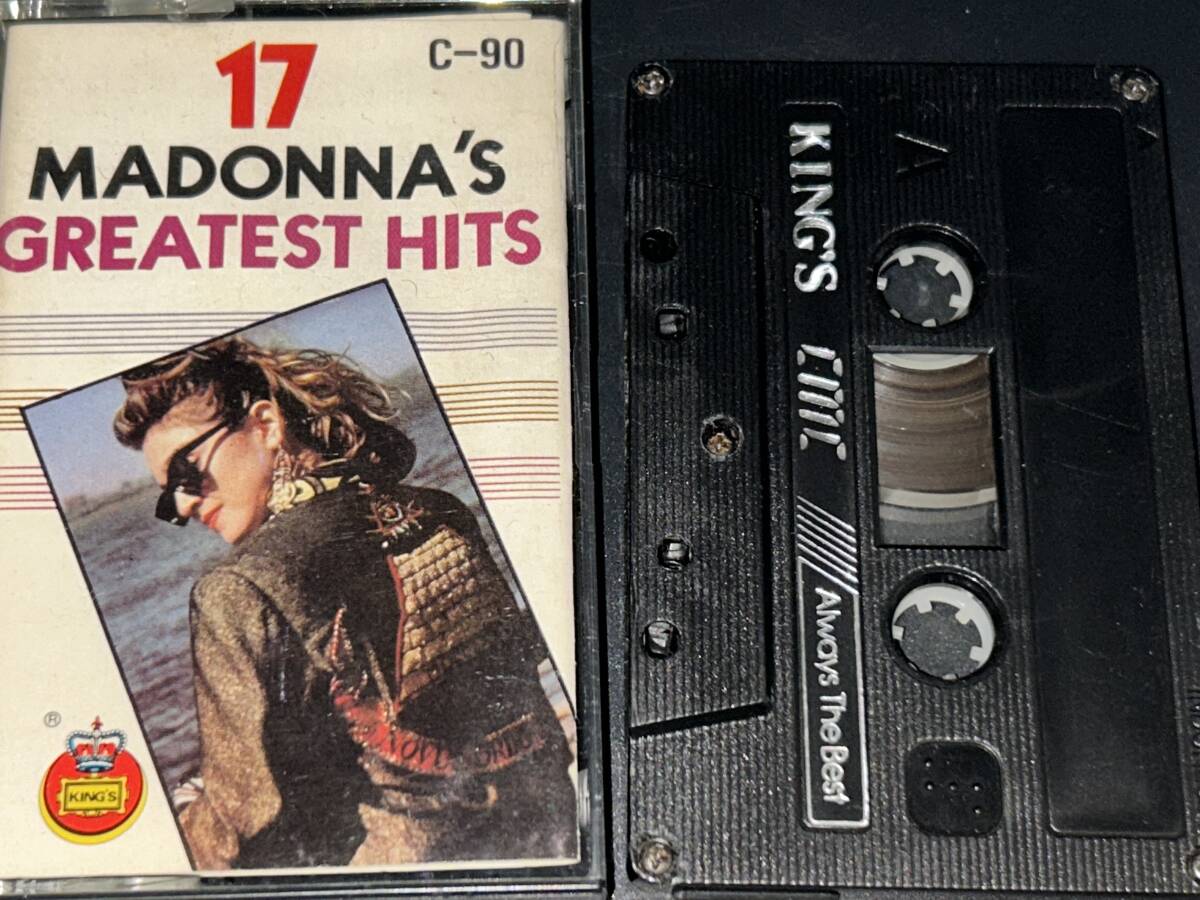 17
C-90
MADONNA'S
GREATEST HITS
®
KING'S
A
KING'S
Always The Best